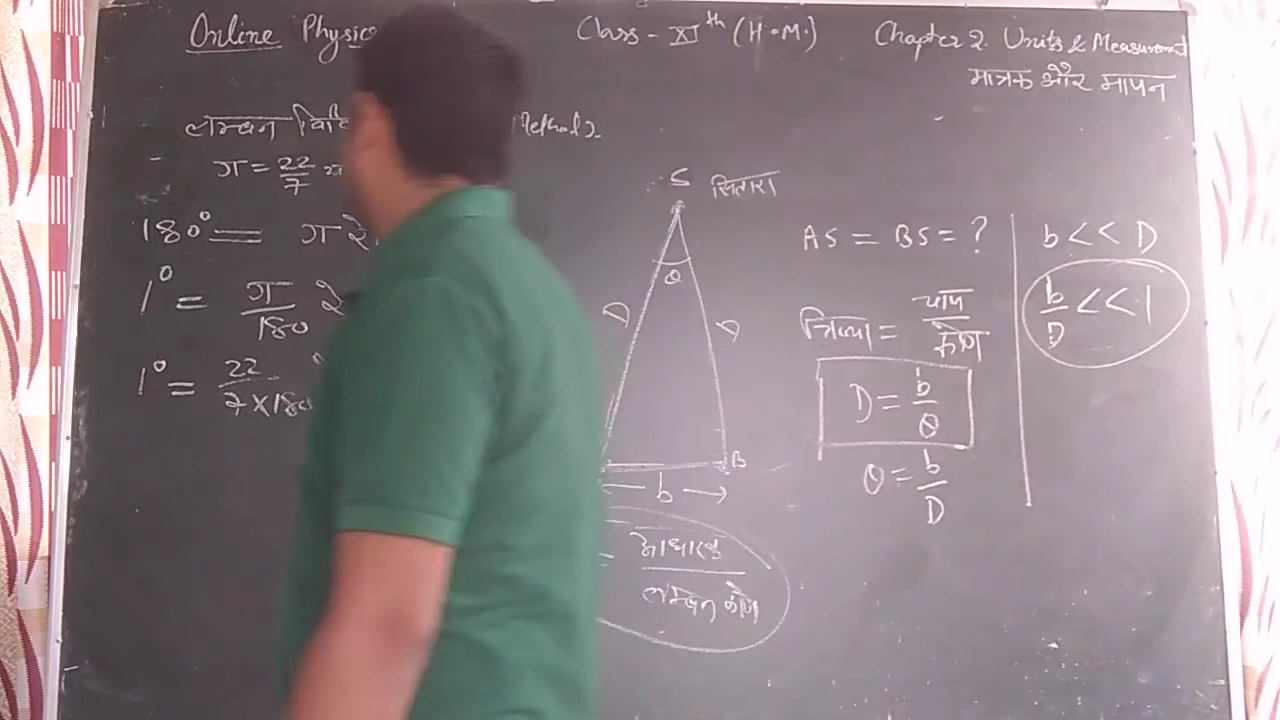 Online Physics Class - XIth (H.M.) Chapter 2. Units & Measurement
मात्रक और मापन
लम्बन Method).
π = 22/7
180° = π
1° = π/180
1° = 22/7×180
S सितारा
θ
D D
B
b
आधारक
लम्बन कोण
AS = BS = ?
त्रिज्या = चाप/कोण
D = b/θ
θ = b/D
b << D
b/D << 1